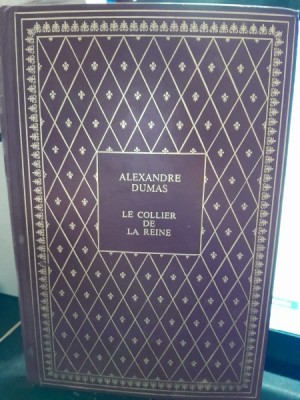 ALEXANDRE
DUMAS
LE COLLIER
DE
LA REINE